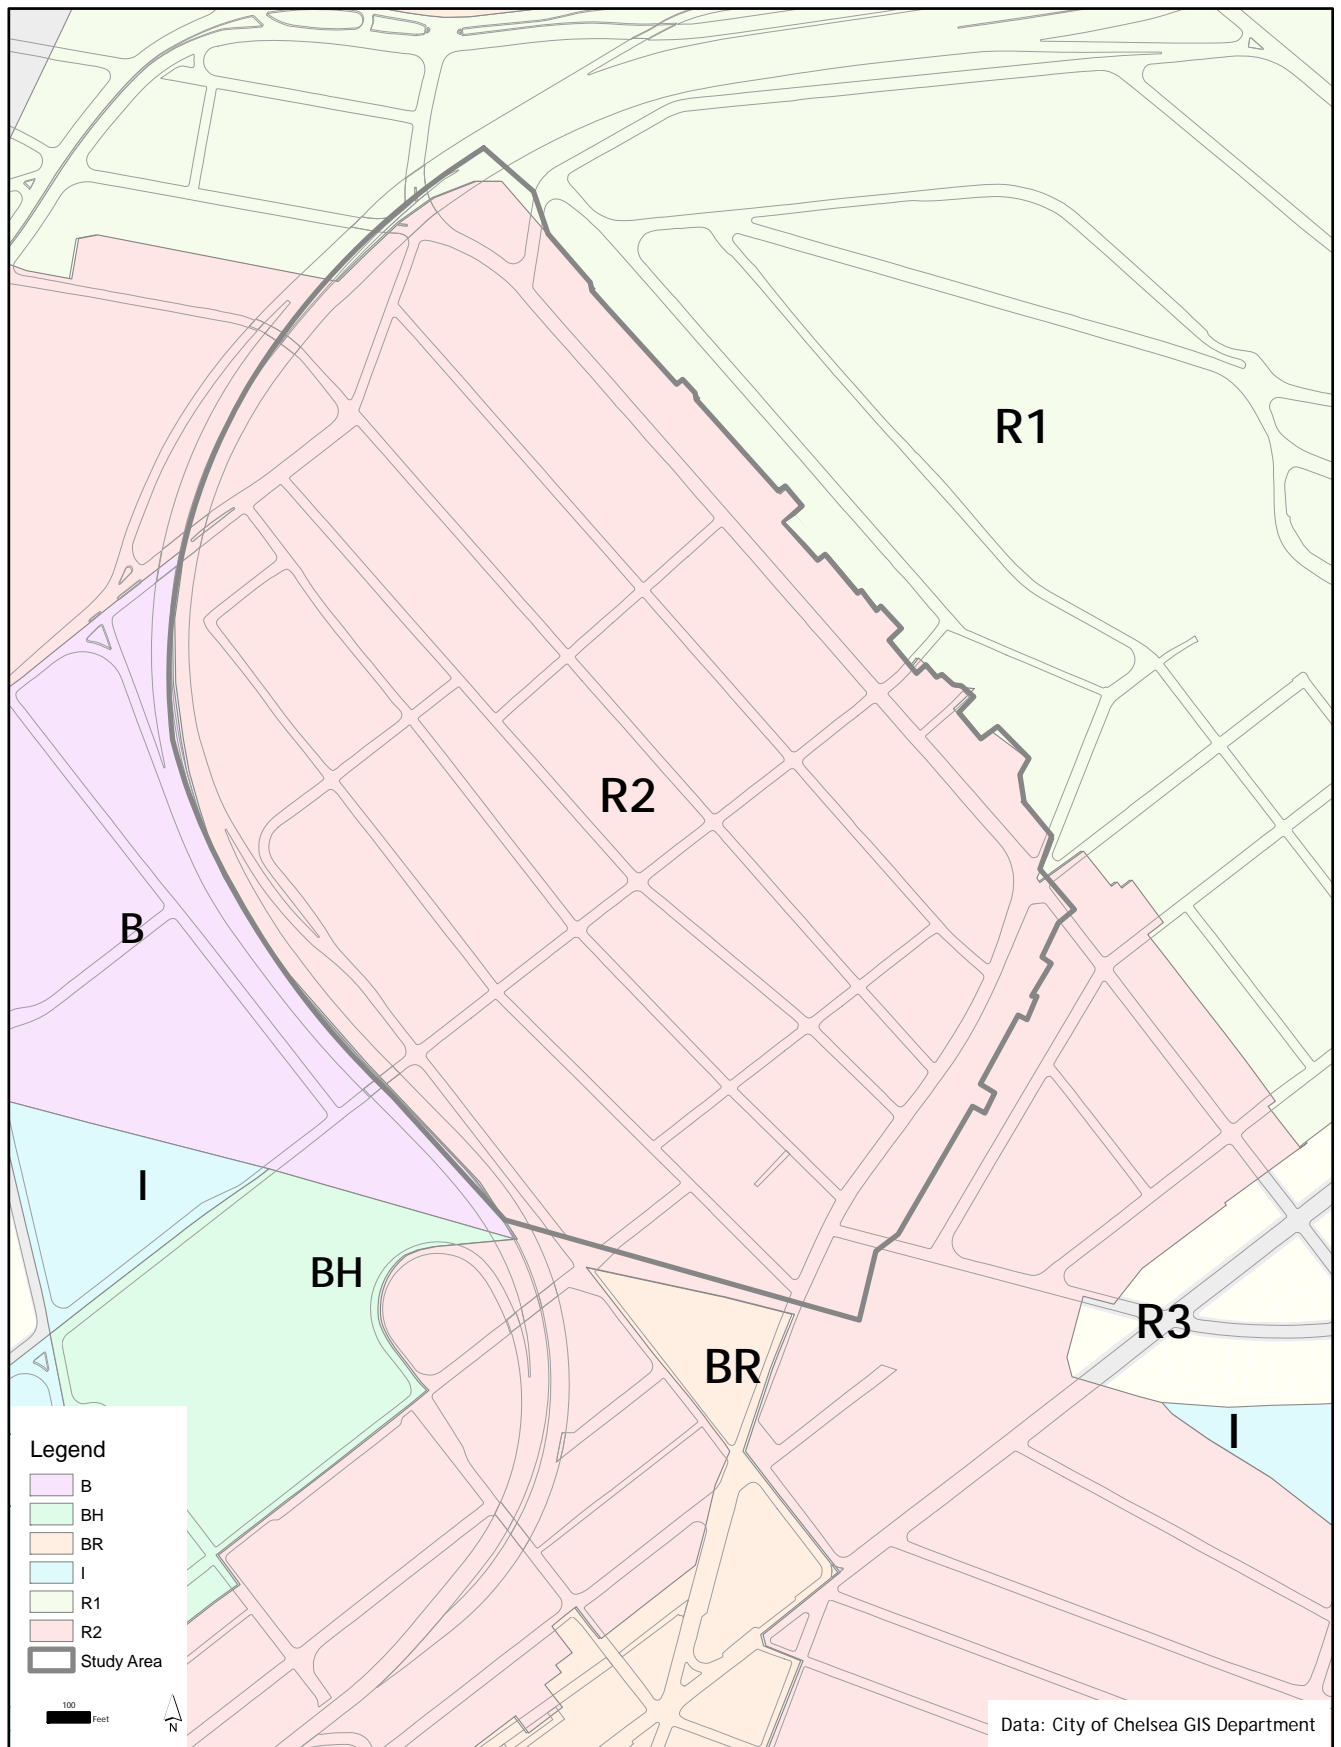 R1
R2
B
I
BH
R3
BR
I
Legend
B
BH
BR
I
R1
R2
Study Area
100
Feet
N
Data: City of Chelsea GIS Department